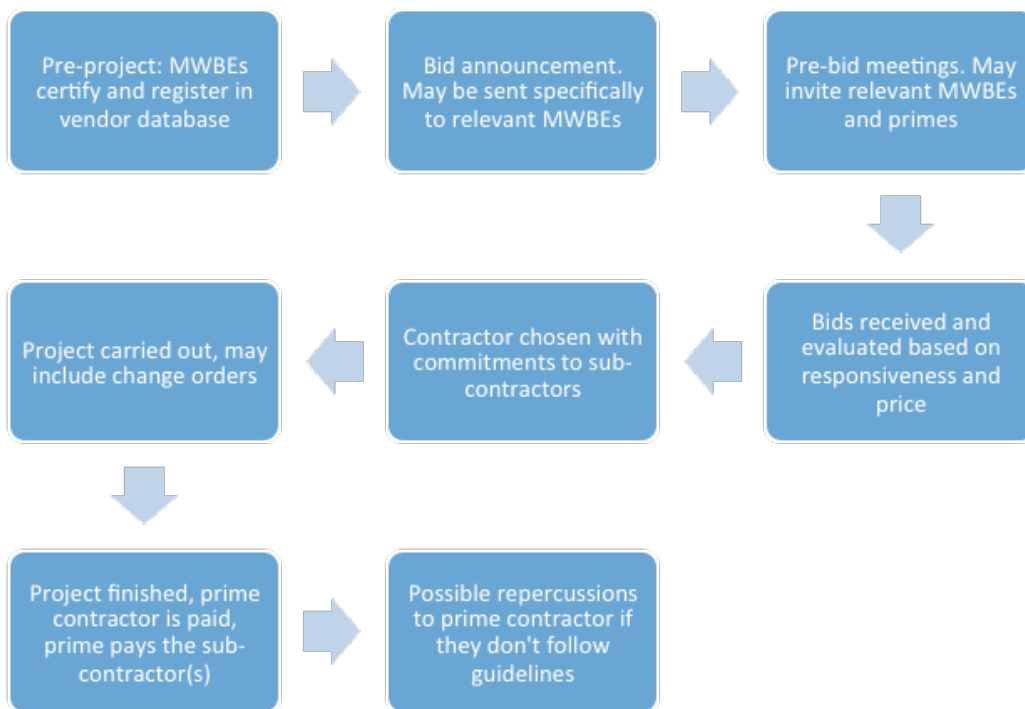 Pre-project: MWBEs
certify and register in
vendor database
Bid announcement.
May be sent specifically
to relevant MWBEs
Pre-bid meetings. May
invite relevant MWBEs
and primes
Bids received and
evaluated based on
responsiveness and
price
Contractor chosen with
commitments to sub-
contractors
Project carried out, may
include change orders
Project finished, prime
contractor is paid,
prime pays the sub-
contractor(s)
Possible repercussions
to prime contractor if
they don't follow
guidelines